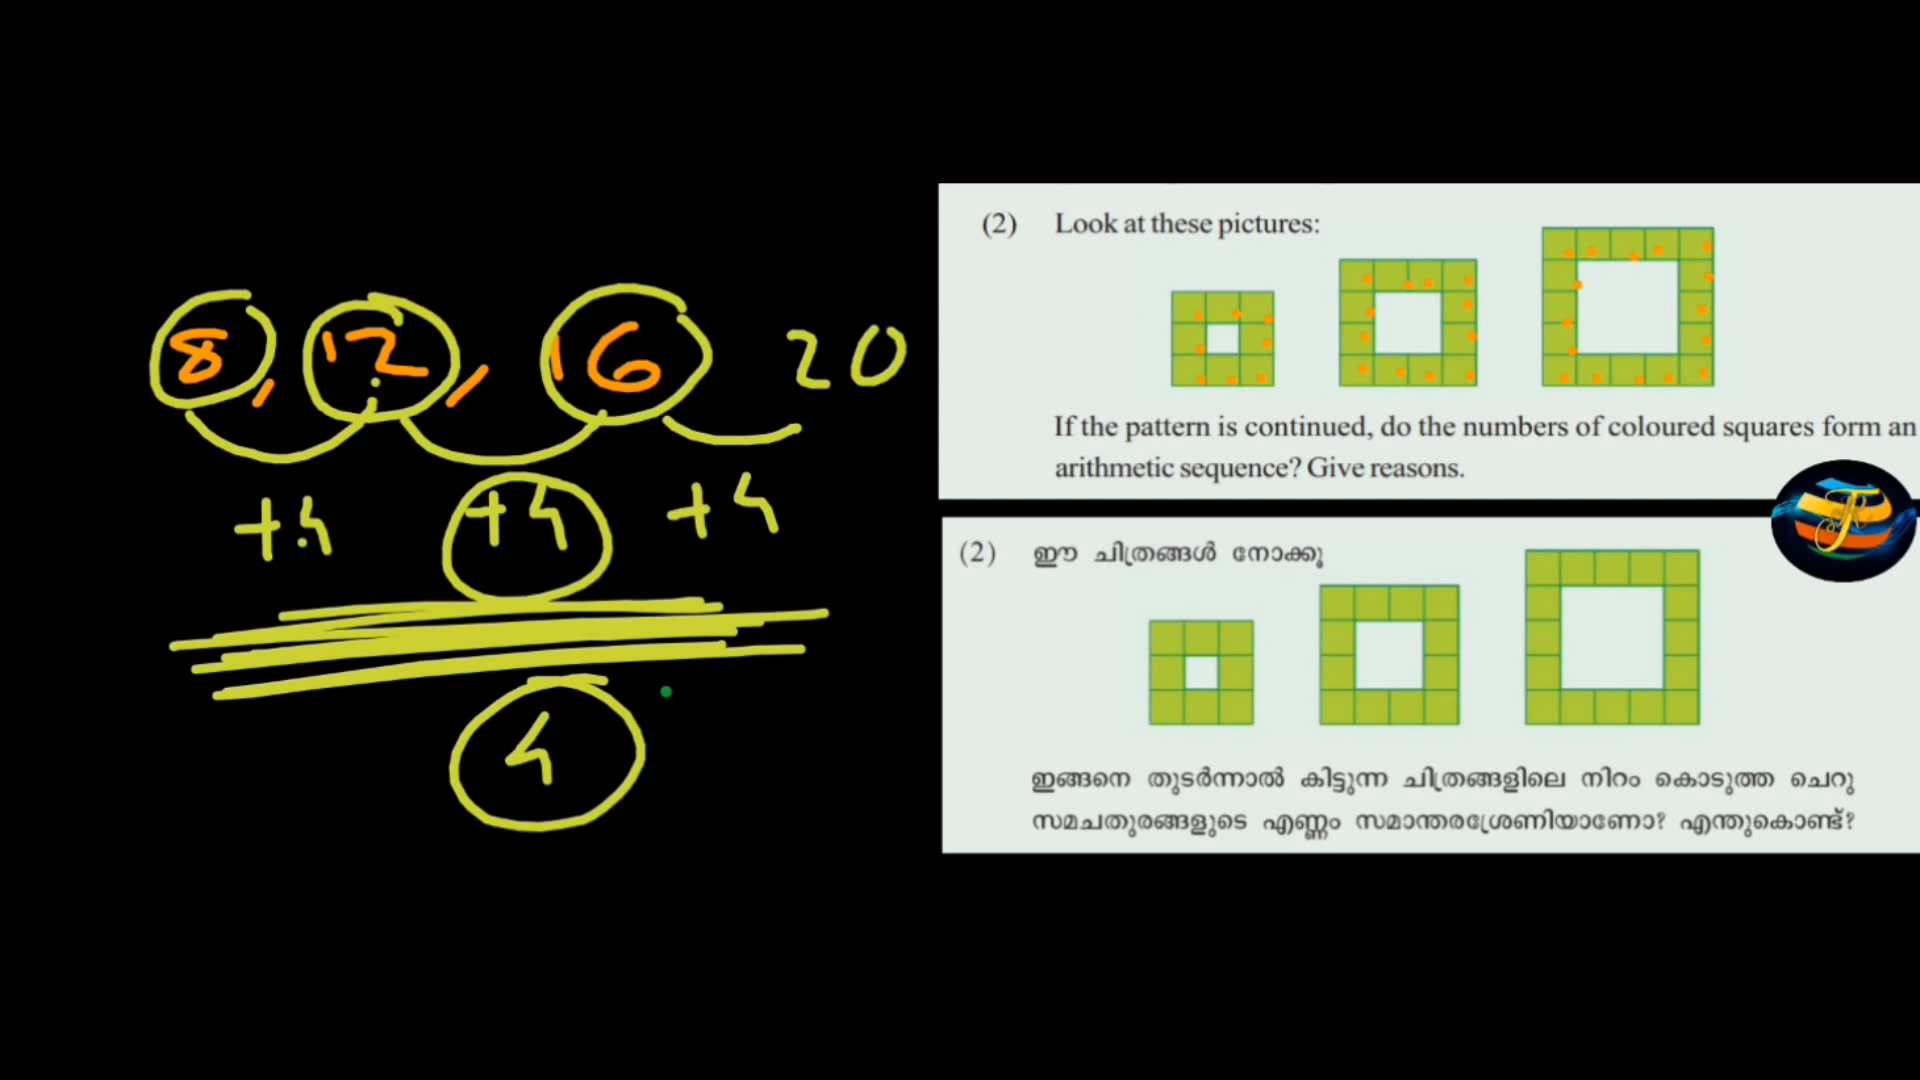 8, 12, 16 20
+4 +4 +4
4
(2) Look at these pictures:
If the pattern is continued, do the numbers of coloured squares form an
arithmetic sequence? Give reasons.
(2) ഈ ചിത്രങ്ങൾ നോക്കൂ
ഇങ്ങനെ തുടർന്നാൽ കിട്ടുന്ന ചിത്രങ്ങളിലെ നിറം കൊടുത്ത ചെറു
സമചതുരങ്ങളുടെ എണ്ണം സമാന്തരശ്രേണിയാണോ? എന്തുകൊണ്ട്?